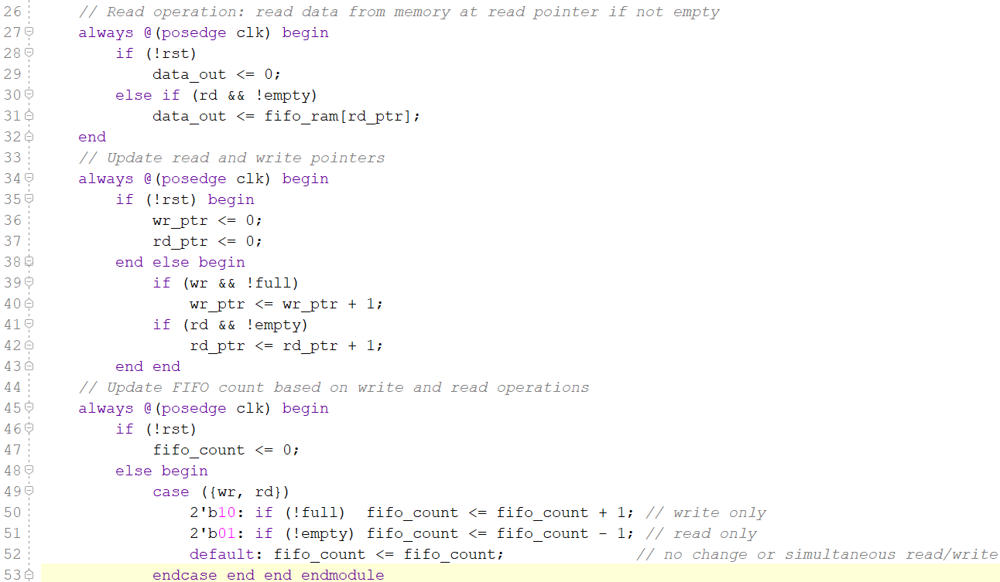 26 // Read operation: read data from memory at read pointer if not empty
27 always @(posedge clk) begin
28 if (!rst)
29 data_out <= 0;
30 else if (rd && !empty)
31 data_out <= fifo_ram[rd_ptr];
32 end
33 // Update read and write pointers
34 always @(posedge clk) begin
35 if (!rst) begin
36 wr_ptr <= 0;
37 rd_ptr <= 0;
38 end else begin
39 if (wr && !full)
40 wr_ptr <= wr_ptr + 1;
41 if (rd && !empty)
42 rd_ptr <= rd_ptr + 1;
43 end end
44 // Update FIFO count based on write and read operations
45 always @(posedge clk) begin
46 if (!rst)
47 fifo_count <= 0;
48 else begin
49 case ({wr, rd})
50 2'b10: if (!full)  fifo_count <= fifo_count + 1; // write only
51 2'b01: if (!empty) fifo_count <= fifo_count - 1; // read only
52 default: fifo_count <= fifo_count; // no change or simultaneous read/write
53 endcase end end endmodule